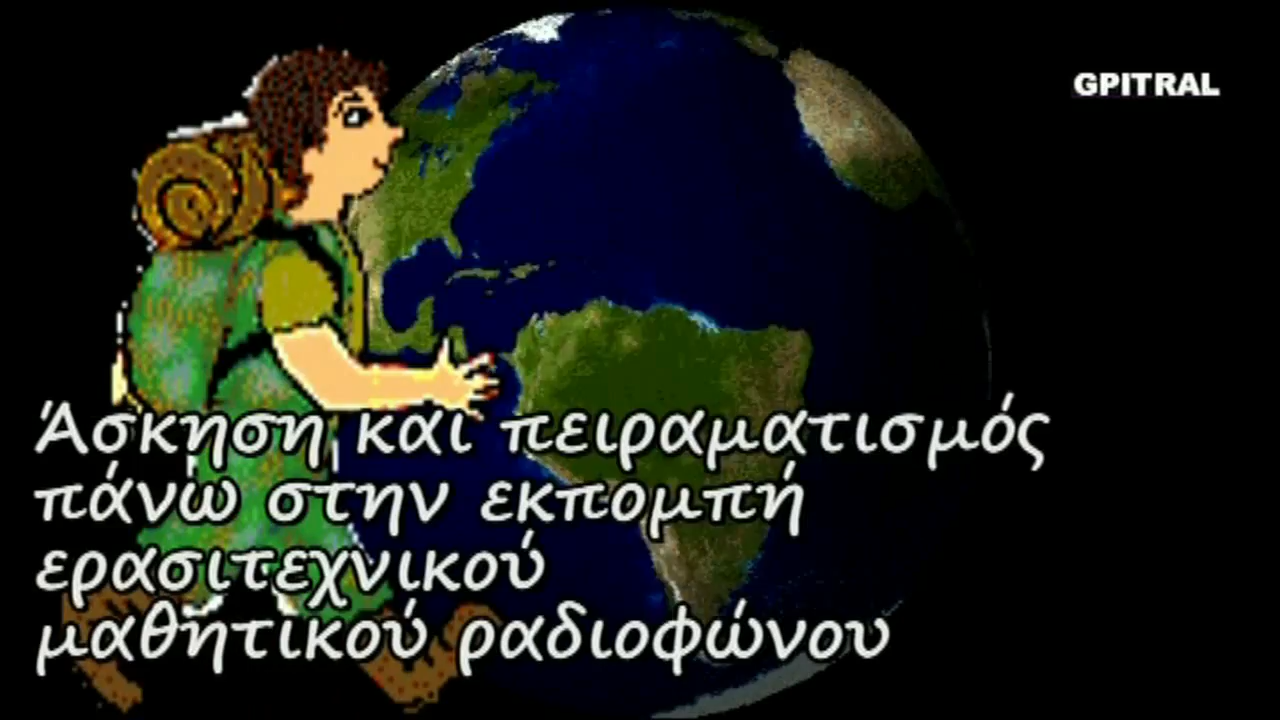 GPITRAL
Άσκηση και πειραματισμός
πάνω στην εκπομπή
ερασιτεχνικού
μαθητικού ραδιοφώνου